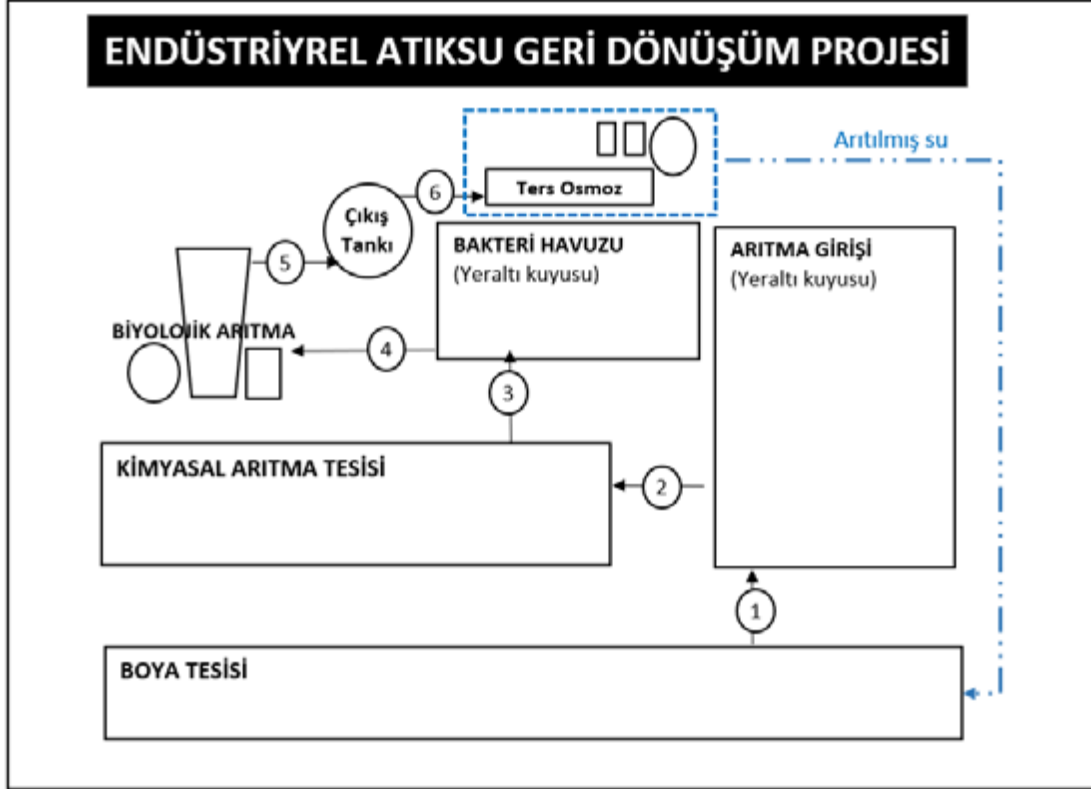 ENDÜSTRİYREL ATIKSU GERİ DÖNÜŞÜM PROJESİ
Arıtılmış su
6
Ters Osmoz
Çıkış
Tankı
BAKTERİ HAVUZU
(Yeraltı kuyusu)
ARITMA GİRİŞİ
(Yeraltı kuyusu)
5
BİYOLOJİK ARITMA
4
3
KİMYASAL ARITMA TESİSİ
2
1
BOYA TESİSİ